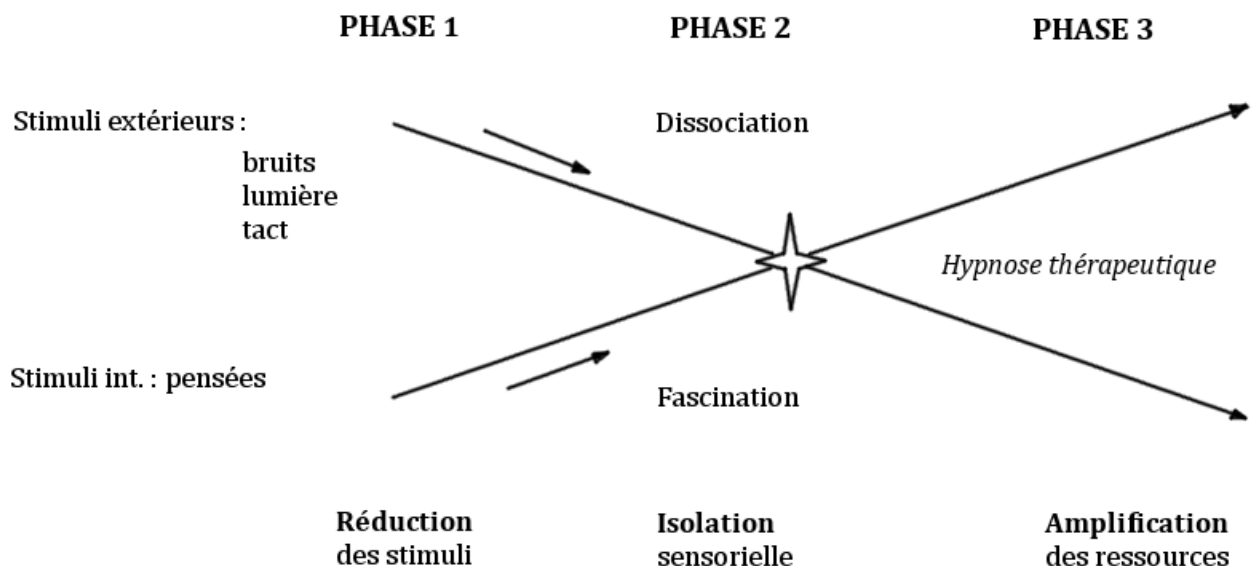 PHASE 1
PHASE 2
PHASE 3
Stimuli extérieurs :
bruits
lumière
tact
Dissociation
Hypnose thérapeutique
Stimuli int. : pensées
Fascination
Réduction
des stimuli
Isolation
sensorielle
Amplification
des ressources